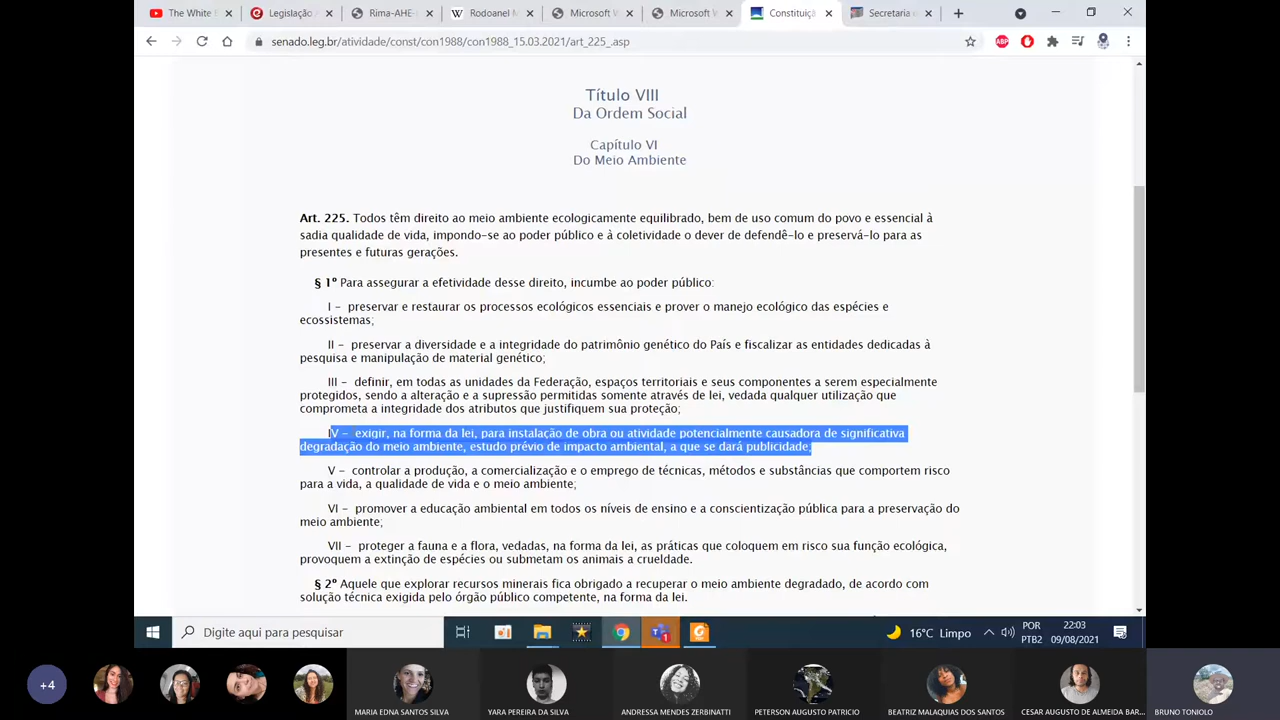 The White B
Legislação A
Rima-AHE-
Rodoanel M
Microsoft W
Microsoft W
Constituiçã
Secretaria d
senado.leg.br/atividade/const/con1988/con1988_15.03.2021/art_225_.asp
ABP
Título VIII
Da Ordem Social
Capítulo VI
Do Meio Ambiente
Art. 225. Todos têm direito ao meio ambiente ecologicamente equilibrado, bem de uso comum do povo e essencial à
sadia qualidade de vida, impondo-se ao poder público e à coletividade o dever de defendê-lo e preservá-lo para as
presentes e futuras gerações.
§ 1º Para assegurar a efetividade desse direito, incumbe ao poder público:
I – preservar e restaurar os processos ecológicos essenciais e prover o manejo ecológico das espécies e
ecossistemas;
II – preservar a diversidade e a integridade do patrimônio genético do País e fiscalizar as entidades dedicadas à
pesquisa e manipulação de material genético;
III – definir, em todas as unidades da Federação, espaços territoriais e seus componentes a serem especialmente
protegidos, sendo a alteração e a supressão permitidas somente através de lei, vedada qualquer utilização que
comprometa a integridade dos atributos que justifiquem sua proteção;
IV – exigir, na forma da lei, para instalação de obra ou atividade potencialmente causadora de significativa
degradação do meio ambiente, estudo prévio de impacto ambiental, a que se dará publicidade;
V – controlar a produção, a comercialização e o emprego de técnicas, métodos e substâncias que comportem risco
para a vida, a qualidade de vida e o meio ambiente;
VI – promover a educação ambiental em todos os níveis de ensino e a conscientização pública para a preservação do
meio ambiente;
VII – proteger a fauna e a flora, vedadas, na forma da lei, as práticas que coloquem em risco sua função ecológica,
provoquem a extinção de espécies ou submetam os animais a crueldade.
§ 2º Aquele que explorar recursos minerais fica obrigado a recuperar o meio ambiente degradado, de acordo com
solução técnica exigida pelo órgão público competente, na forma da lei.
Digite aqui para pesquisar
1
16°C Limpo
POR
PTB2
22:03
09/08/2021
+4
MARIA EDNA SANTOS SILVA
YARA PEREIRA DA SILVA
ANDRESSA MENDES ZERBINATTI
PETERSON AUGUSTO PATRICIO
BEATRIZ MALAQUIAS DOS SANTOS
CESAR AUGUSTO DE ALMEIDA BAR...
BRUNO TONIOLO